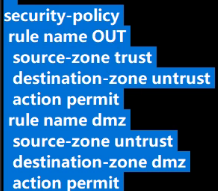 security-policy
rule name OUT
source-zone trust
destination-zone untrust
action permit
rule name dmz
source-zone untrust
destination-zone dmz
action permit